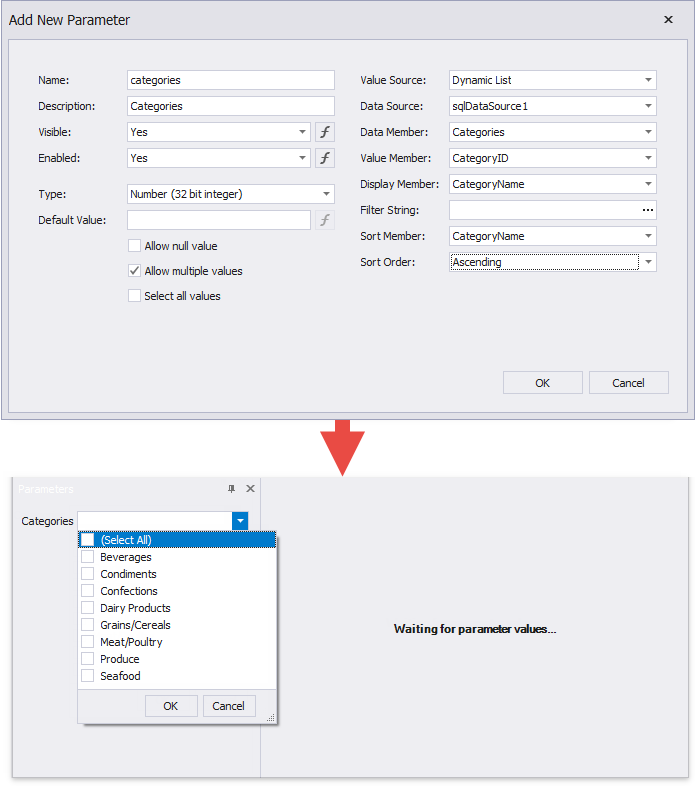 Add New Parameter
Name: categories
Description: Categories
Visible: Yes
Enabled: Yes
Type: Number (32 bit integer)
Default Value:
Allow null value
Allow multiple values
Select all values
Value Source: Dynamic List
Data Source: sqlDataSource1
Data Member: Categories
Value Member: CategoryID
Display Member: CategoryName
Filter String: ...
Sort Member: CategoryName
Sort Order: Ascending
OK Cancel
Parameters
Categories
(Select All)
Beverages
Condiments
Confections
Dairy Products
Grains/Cereals
Meat/Poultry
Produce
Seafood
OK Cancel
Waiting for parameter values...